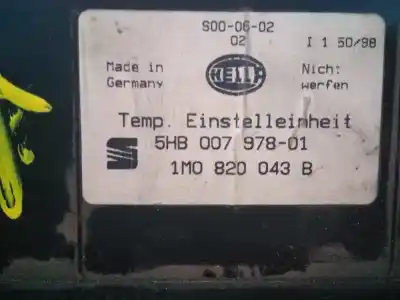 S00-06-02
02
I 1 50/98
Made in
Germany
HELLA
Nicht
werfen
Temp. Einstelleinheit
5HB 007 978-01
1M0 820 043 B